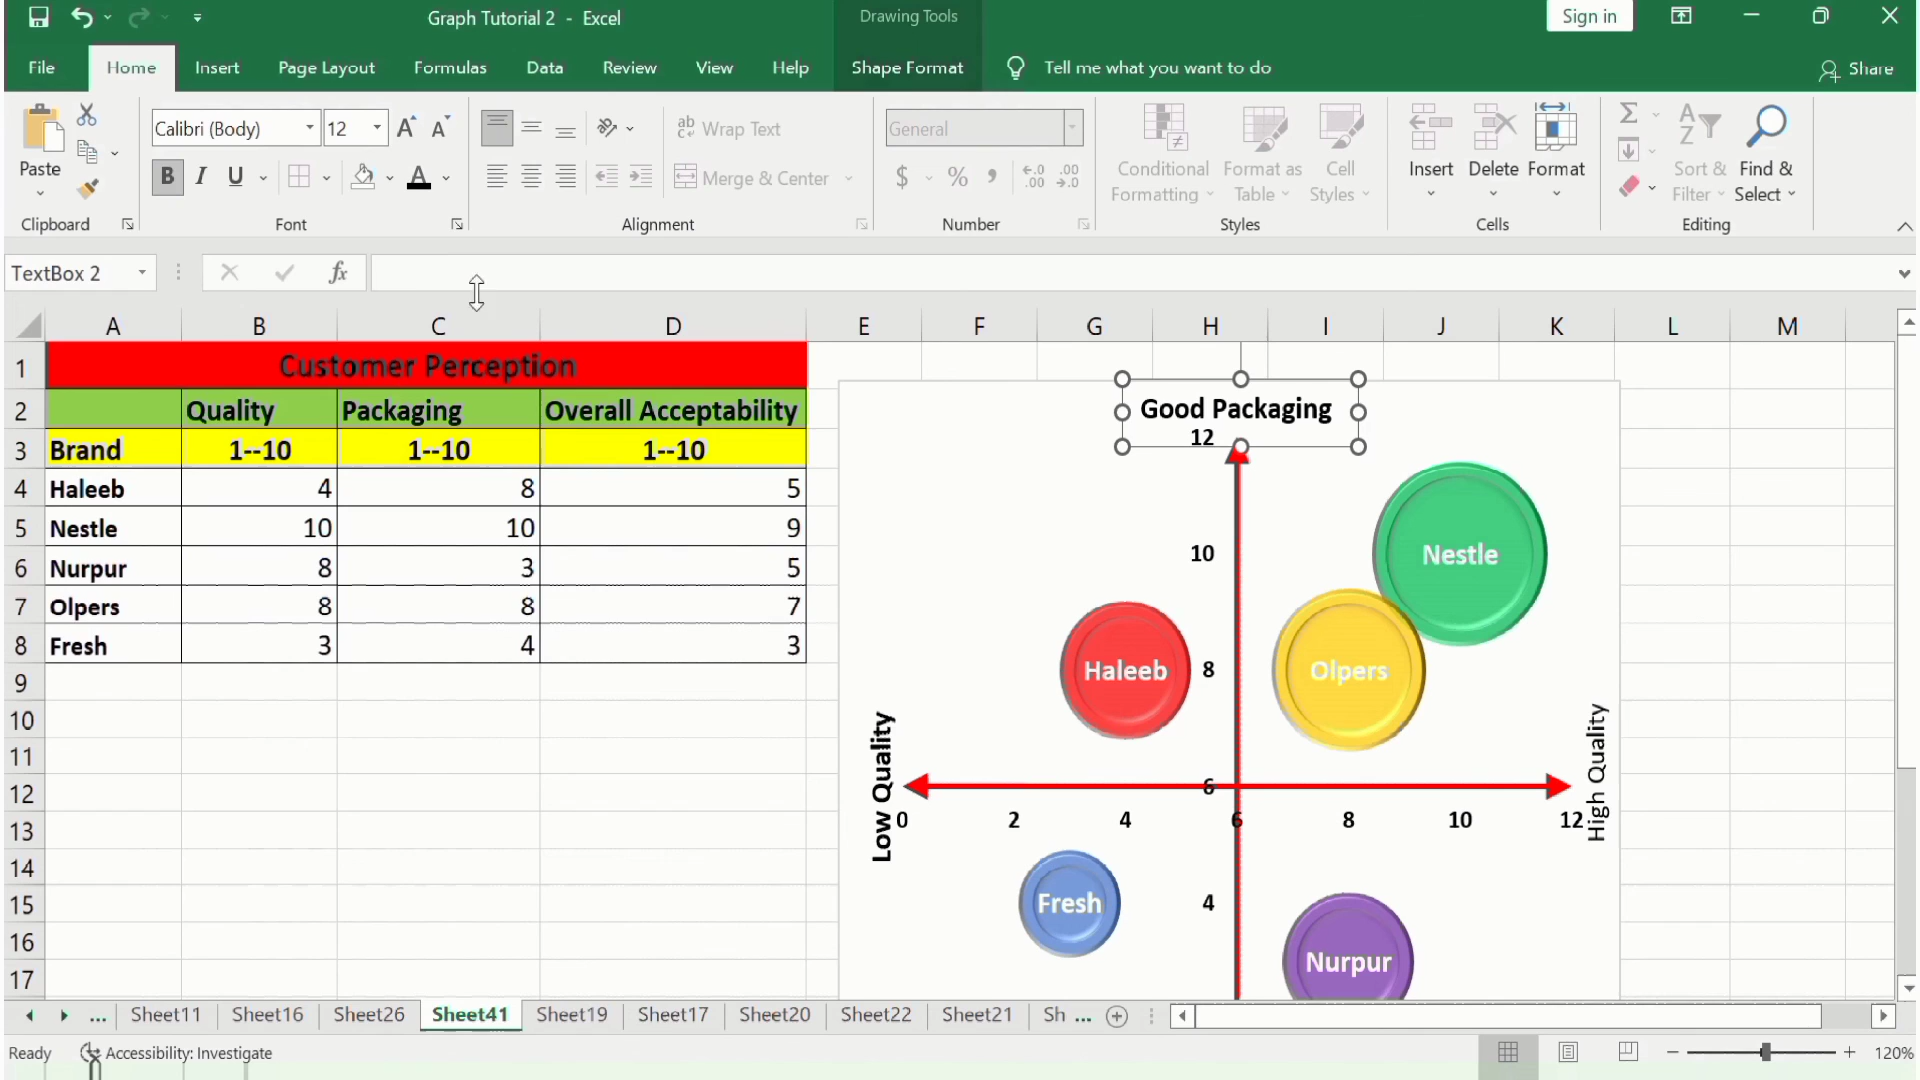 Graph Tutorial 2 - Excel
Drawing Tools
Sign in
File Home Insert Page Layout Formulas Data Review View Help Shape Format Tell me what you want to do Share
Paste
Clipboard
Calibri (Body) 12
B I U A
Font
Wrap Text
Merge & Center
Alignment
General
$ % ,
Number
Conditional Formatting
Format as Table
Cell Styles
Styles
Insert Delete Format
Cells
Sort & Filter
Find & Select
Editing
TextBox 2 fx
A B C D E F G H I J K L M
1 Customer Perception
2 Quality Packaging Overall Acceptability
3 Brand 1--10 1--10 1--10
4 Haleeb 4 8 5
5 Nestle 10 10 9
6 Nurpur 8 3 5
7 Olpers 8 8 7
8 Fresh 3 4 3
9
10
11
12
13
14
15
16
17
Good Packaging
12
Nestle
10
Haleeb
8
Olpers
Low Quality
High Quality
6
0 2 4 6 8 10 12
Fresh
4
Nurpur
... Sheet11 Sheet16 Sheet26 Sheet41 Sheet19 Sheet17 Sheet20 Sheet22 Sheet21 Sh ...
Ready Accessibility: Investigate 120%